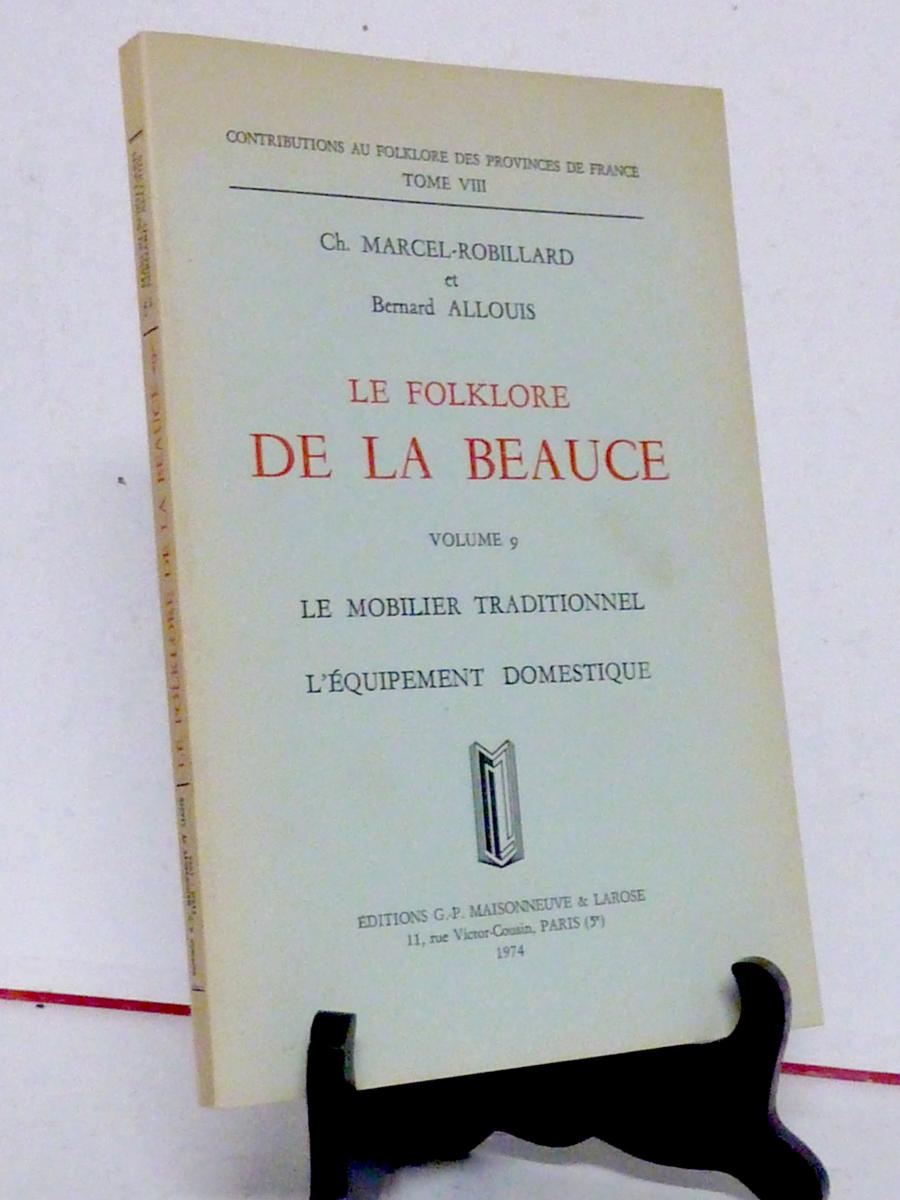 CONTRIBUTIONS AU FOLKLORE DES PROVINCES DE FRANCE
TOME VIII
Ch. MARCEL-ROBILLARD
et
Bernard ALLOUIS
LE FOLKLORE
DE LA BEAUCE
VOLUME 9
LE MOBILIER TRADITIONNEL
L'ÉQUIPEMENT DOMESTIQUE
EDITIONS G.-P. MAISONNEUVE & LAROSE
11, rue Victor-Cousin, PARIS (5e)
1974
LE FOLKLORE DE LA BEAUCE 9